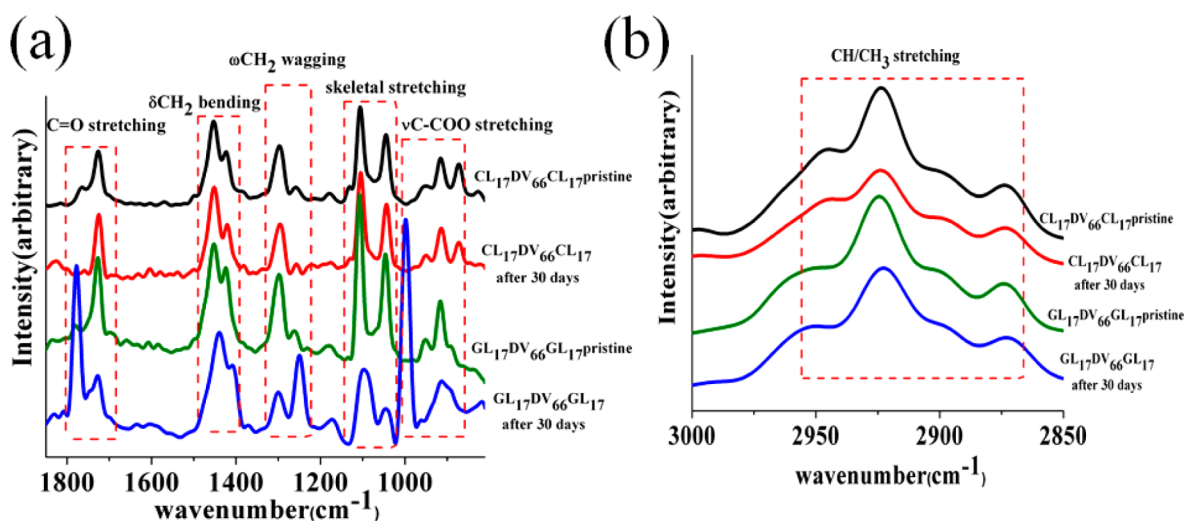 (a)
ωCH2 wagging
δCH2 bending
skeletal stretching
C=O stretching
νC-COO stretching
CL17DV66CL17pristine
CL17DV66CL17
after 30 days
GL17DV66GL17pristine
GL17DV66GL17
after 30 days
Intensity(arbitrary)
1800 1600 1400 1200 1000
wavenumber(cm-1)
(b)
CH/CH3 stretching
CL17DV66CL17pristine
CL17DV66CL17
after 30 days
GL17DV66GL17pristine
GL17DV66GL17
after 30 days
Intensity(arbitrary)
3000 2950 2900 2850
wavenumber(cm-1)